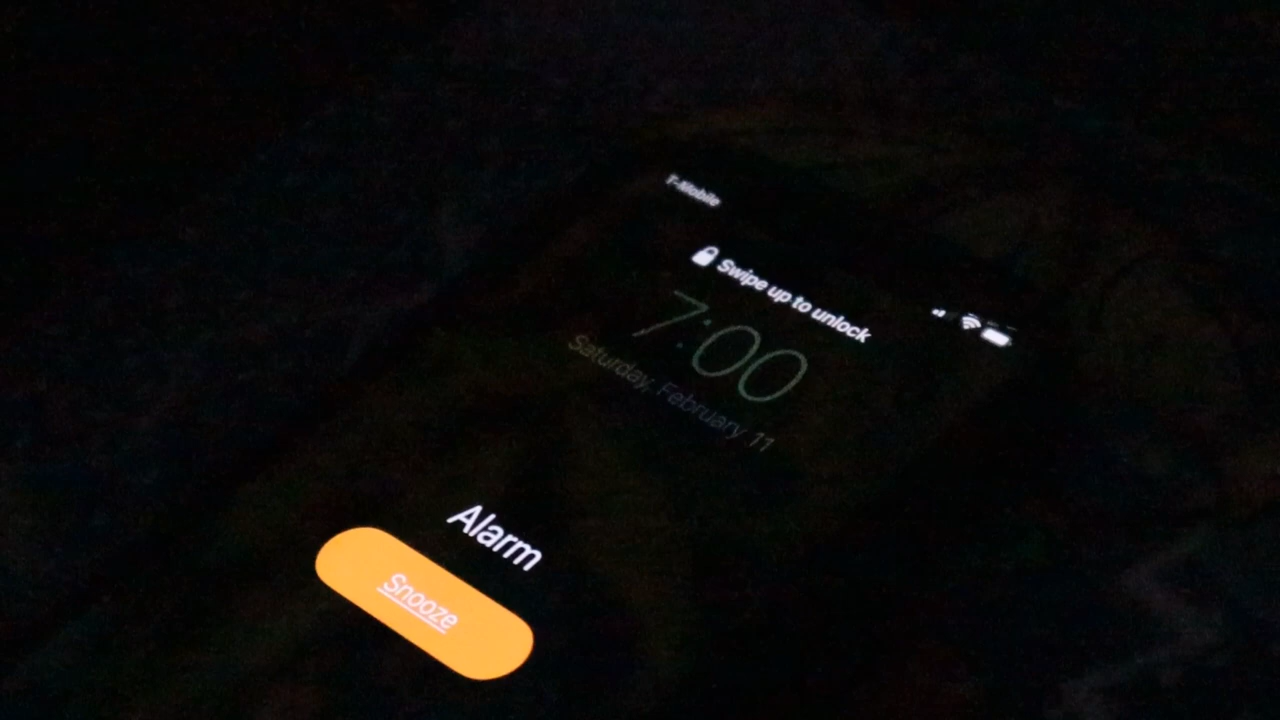 T-Mobile
Swipe up to unlock
7:00
Saturday, February 11
Alarm
Snooze